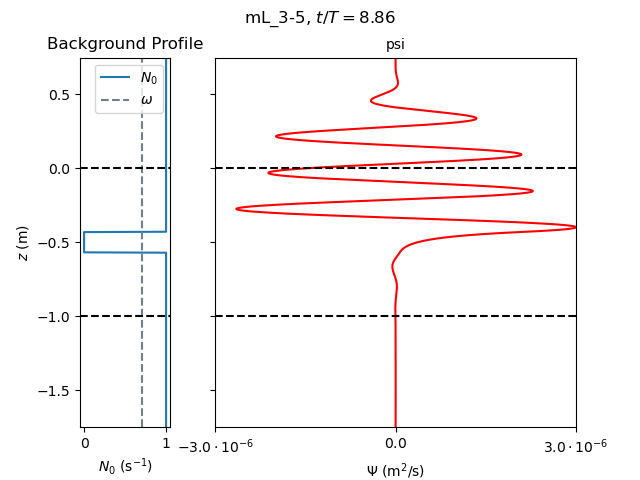 mL_3-5, t/T = 8.86
Background Profile
psi
N₀
ω
0.5
0.0
−0.5
−1.0
−1.5
z (m)
0
1
N₀ (s⁻¹)
−3.0 · 10⁻⁶
0.0
3.0 · 10⁻⁶
Ψ (m²/s)